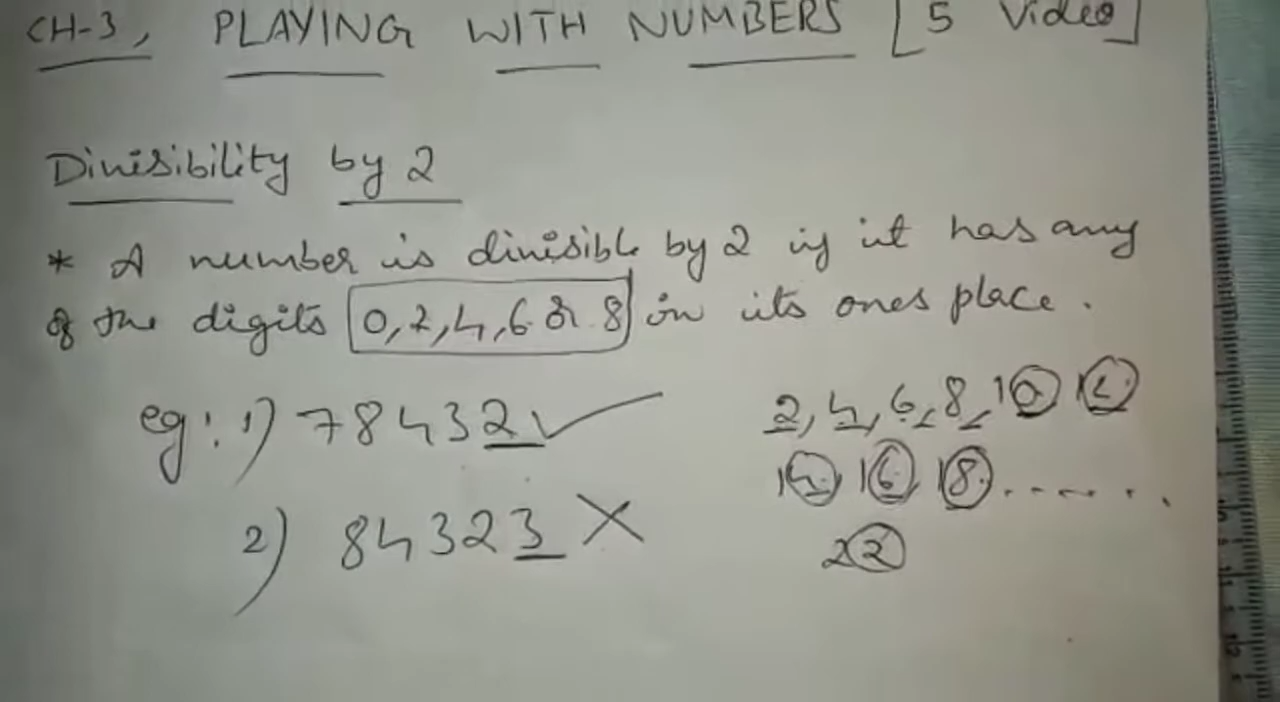 CH-3, PLAYING WITH NUMBERS [5 Video]
Divisibility by 2
* A number is divisible by 2 if it has any
of the digits 0,2,4,6 or 8 in its ones place.
eg: 1) 78432 ✓
2, 4, 6, 8, 10 12
14 16 18 .......
2) 84323 X
22